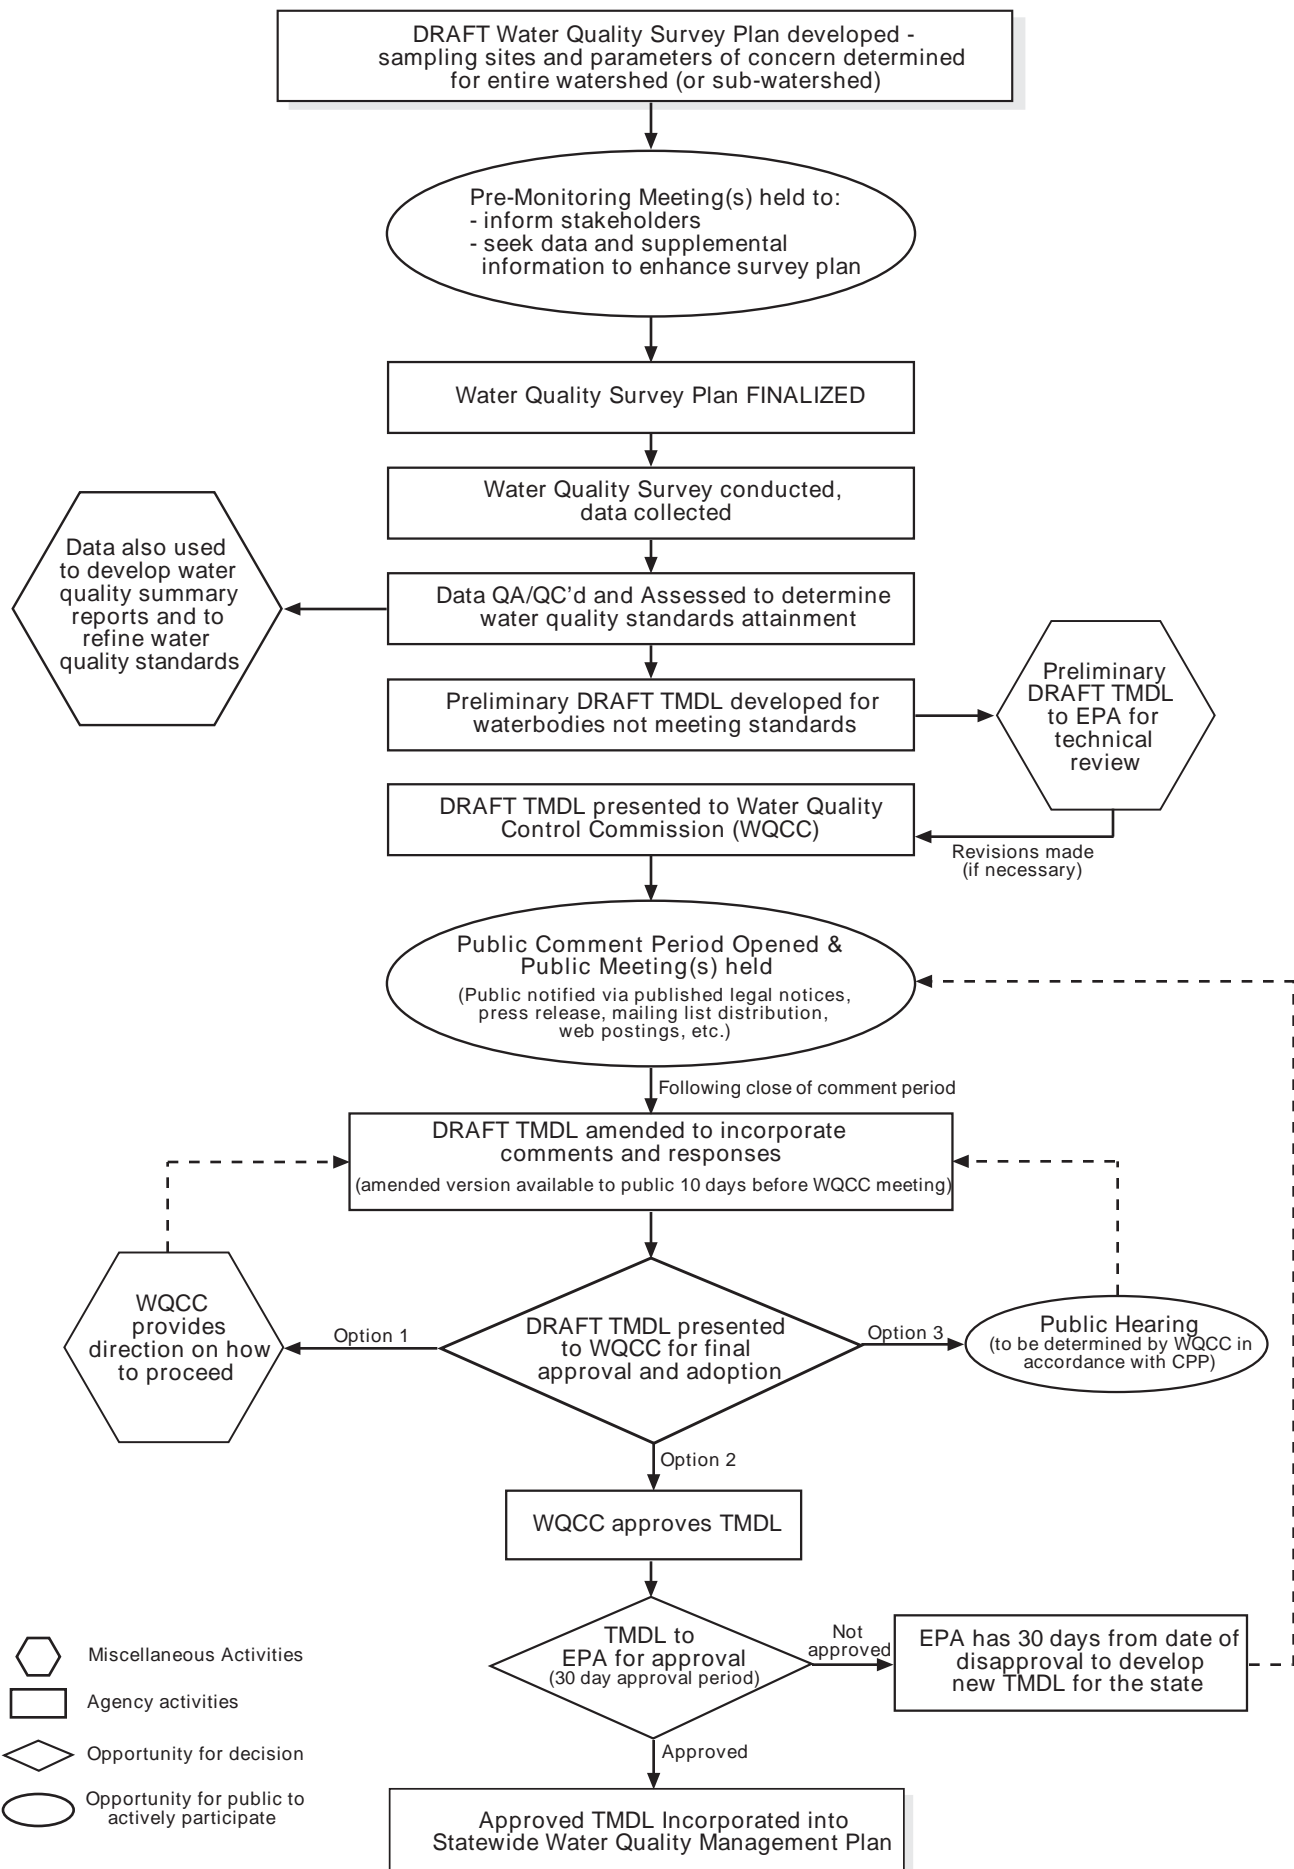 DRAFT Water Quality Survey Plan developed -
sampling sites and parameters of concern determined
for entire watershed (or sub-watershed)
Pre-Monitoring Meeting(s) held to:
- inform stakeholders
- seek data and supplemental
information to enhance survey plan
Water Quality Survey Plan FINALIZED
Water Quality Survey conducted,
data collected
Data also used
to develop water
quality summary
reports and to
refine water
quality standards
Data QA/QC'd and Assessed to determine
water quality standards attainment
Preliminary DRAFT TMDL developed for
waterbodies not meeting standards
Preliminary
DRAFT TMDL
to EPA for
technical
review
DRAFT TMDL presented to Water Quality
Control Commission (WQCC)
Revisions made
(if necessary)
Public Comment Period Opened &
Public Meeting(s) held
(Public notified via published legal notices,
press release, mailing list distribution,
web postings, etc.)
Following close of comment period
DRAFT TMDL amended to incorporate
comments and responses
(amended version available to public 10 days before WQCC meeting)
WQCC
provides
direction on how
to proceed
Option 1
DRAFT TMDL presented
to WQCC for final
approval and adoption
Option 3
Public Hearing
(to be determined by WQCC in
accordance with CPP)
Option 2
WQCC approves TMDL
TMDL to
EPA for approval
(30 day approval period)
Not
approved
EPA has 30 days from date of
disapproval to develop
new TMDL for the state
Approved
Approved TMDL Incorporated into
Statewide Water Quality Management Plan
Miscellaneous Activities
Agency activities
Opportunity for decision
Opportunity for public to
actively participate